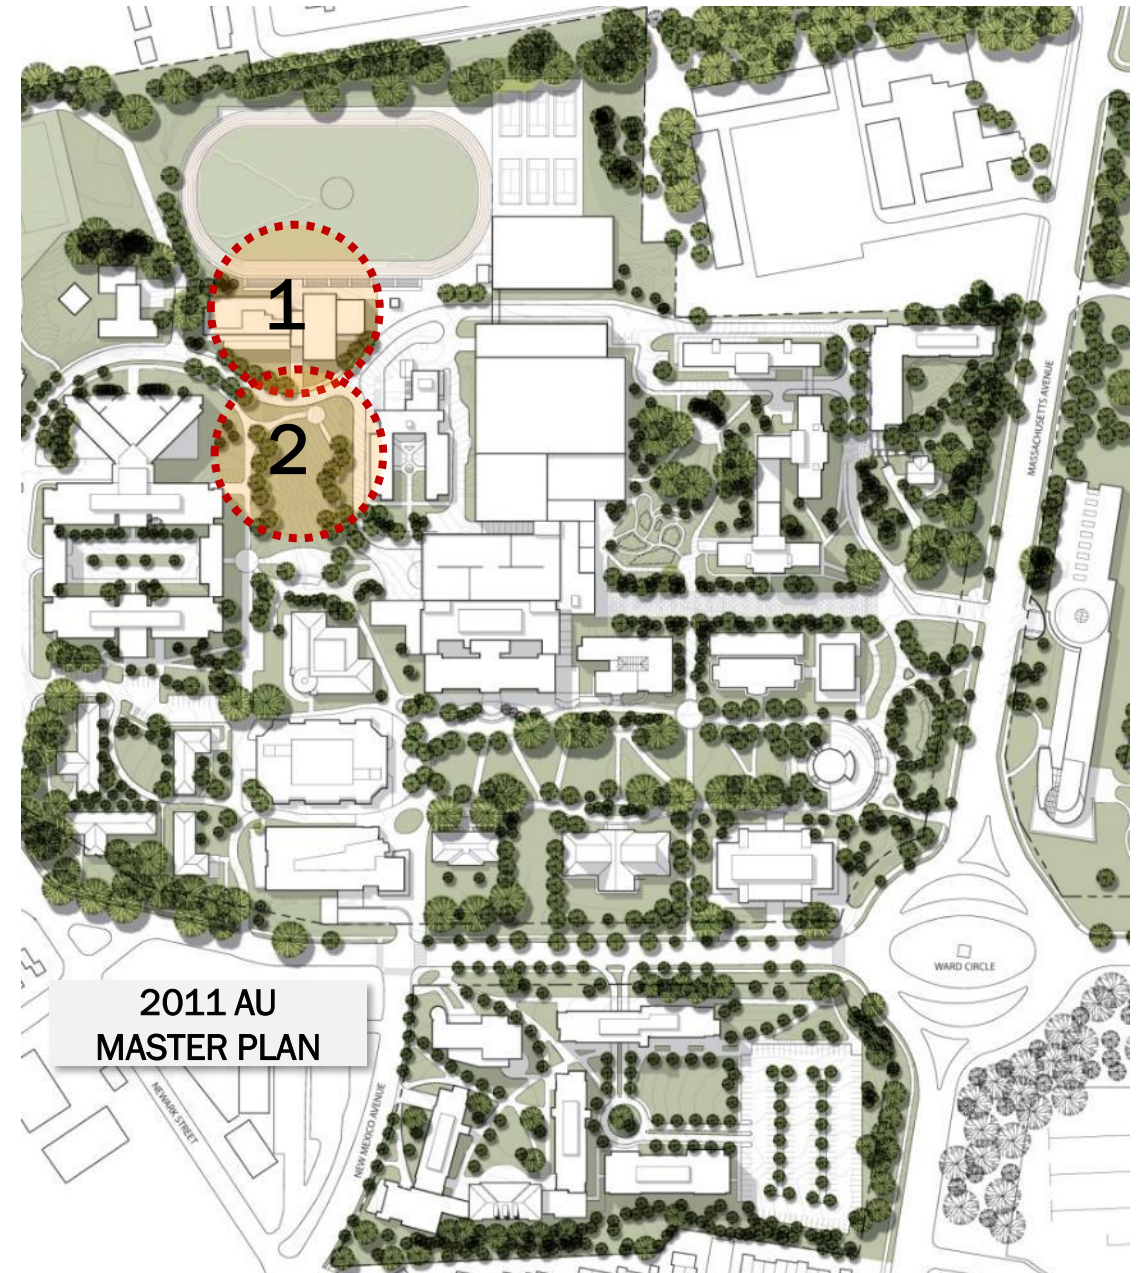 1
2
MASSACHUSETTS AVENUE
WARD CIRCLE
2011 AU
MASTER PLAN
NEWARK STREET
NEW MEXICO AVENUE